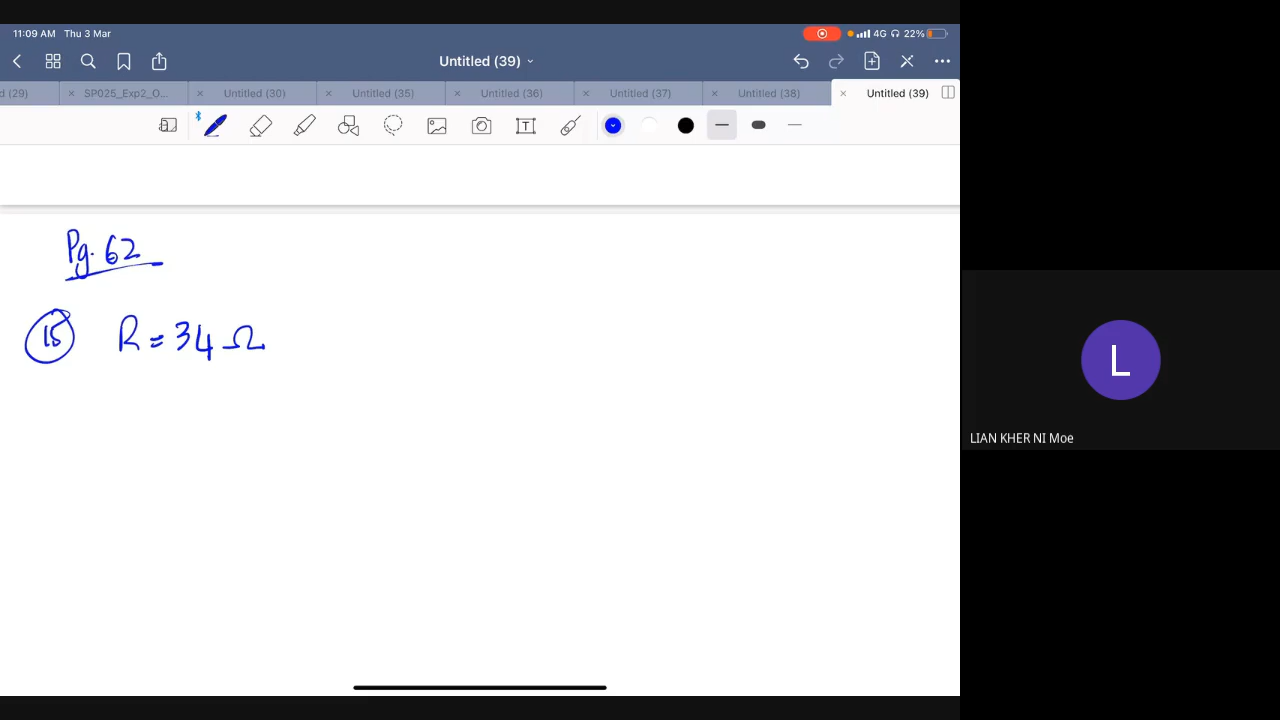 11:09 AM Thu 3 Mar
4G 22%
Untitled (39)
d (29)
SP025_Exp2_O...
Untitled (30)
Untitled (35)
Untitled (36)
Untitled (37)
Untitled (38)
Untitled (39)
T
Pg. 62
15 R = 34 Ω
L
LIAN KHER NI Moe